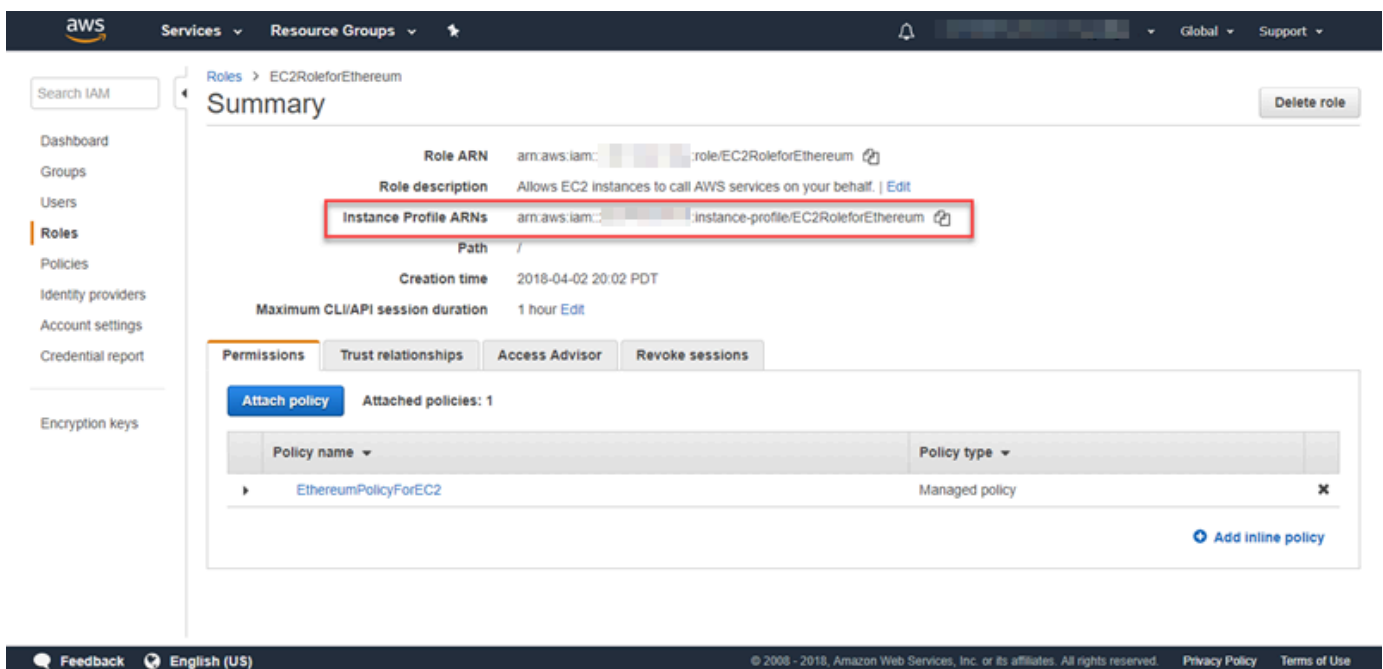 aws Services Resource Groups Global Support
Roles > EC2RoleforEthereum
Search IAM
Summary
Delete role
Dashboard
Groups
Users
Roles
Policies
Identity providers
Account settings
Credential report
Encryption keys
Role ARN arn:aws:iam:: :role/EC2RoleforEthereum
Role description Allows EC2 instances to call AWS services on your behalf. | Edit
Instance Profile ARNs arn:aws:iam:: :instance-profile/EC2RoleforEthereum
Path /
Creation time 2018-04-02 20:02 PDT
Maximum CLI/API session duration 1 hour Edit
Permissions Trust relationships Access Advisor Revoke sessions
Attach policy Attached policies: 1
Policy name Policy type
EthereumPolicyForEC2 Managed policy
Add inline policy
Feedback English (US) © 2008 - 2018, Amazon Web Services, Inc. or its affiliates. All rights reserved. Privacy Policy Terms of Use